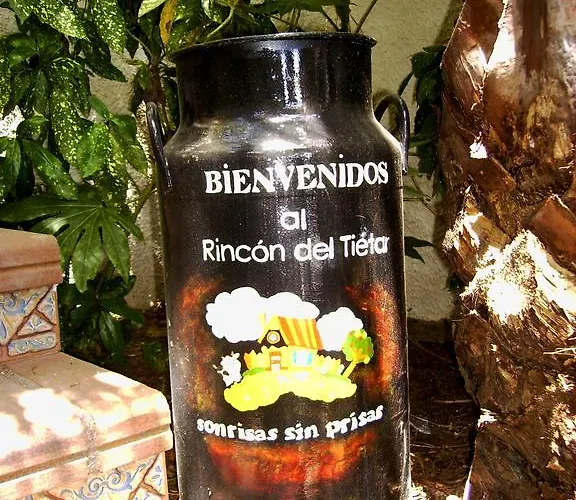 BiENVENiDOS
al
Rincón del Tiétar
sonrisas sin prisas